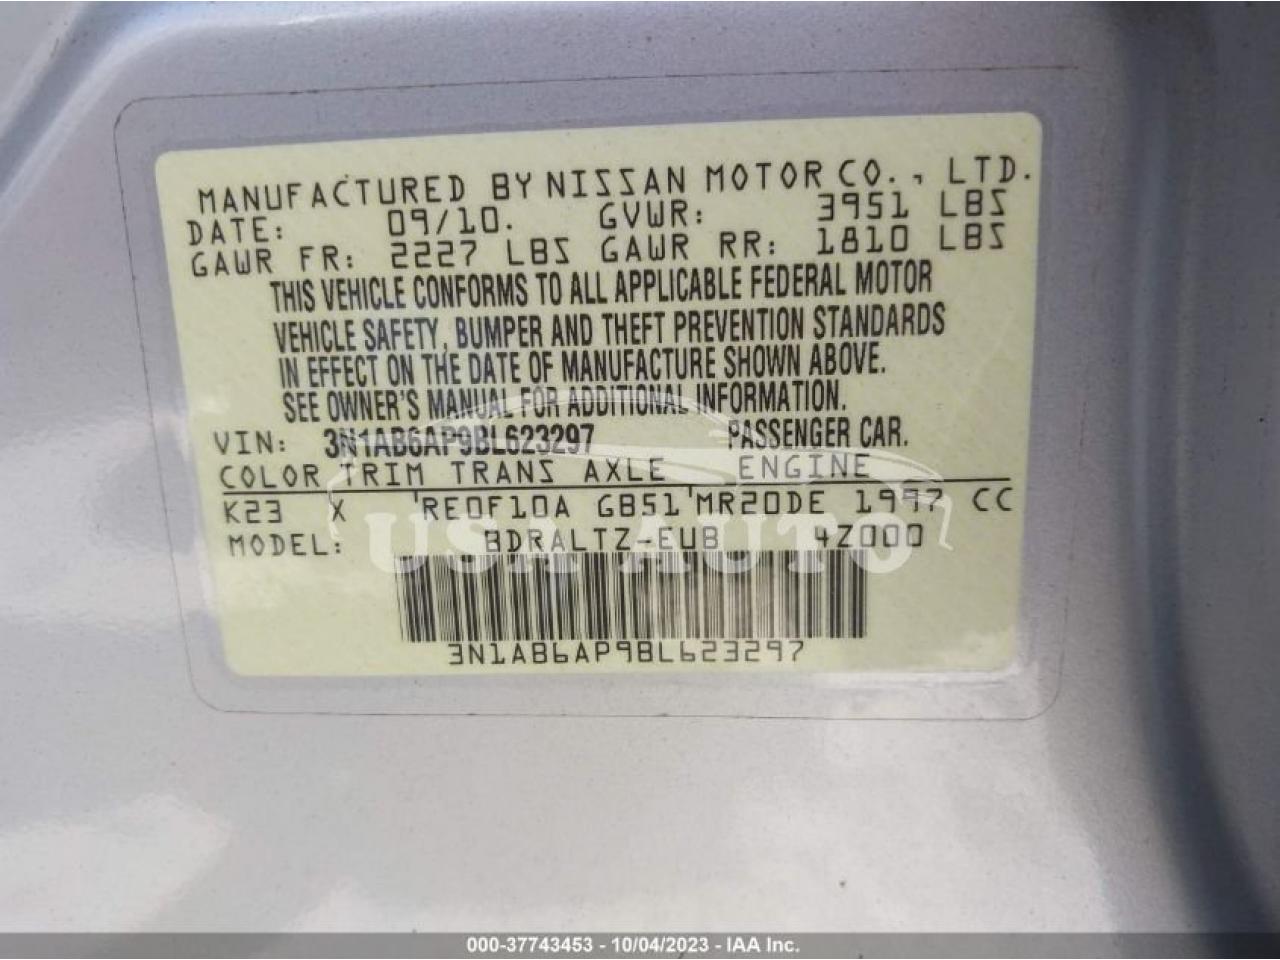 MANUFACTURED BY NISSAN MOTOR CO., LTD.
DATE: 09/10. GVWR: 3951 LBS
GAWR FR: 2227 LBS GAWR RR: 1810 LBS
THIS VEHICLE CONFORMS TO ALL APPLICABLE FEDERAL MOTOR
VEHICLE SAFETY, BUMPER AND THEFT PREVENTION STANDARDS
IN EFFECT ON THE DATE OF MANUFACTURE SHOWN ABOVE.
SEE OWNER'S MANUAL FOR ADDITIONAL INFORMATION.
VIN: 3N1AB6AP9BL623297 PASSENGER CAR.
COLOR TRIM TRANS AXLE ENGINE
K23 X RE0F10A GB51 MR20DE 1997 CC
MODEL: BDRALTZ-EUB 4Z000
USA AUTO
3N1AB6AP9BL623297
000-37743453 - 10/04/2023 - IAA Inc.